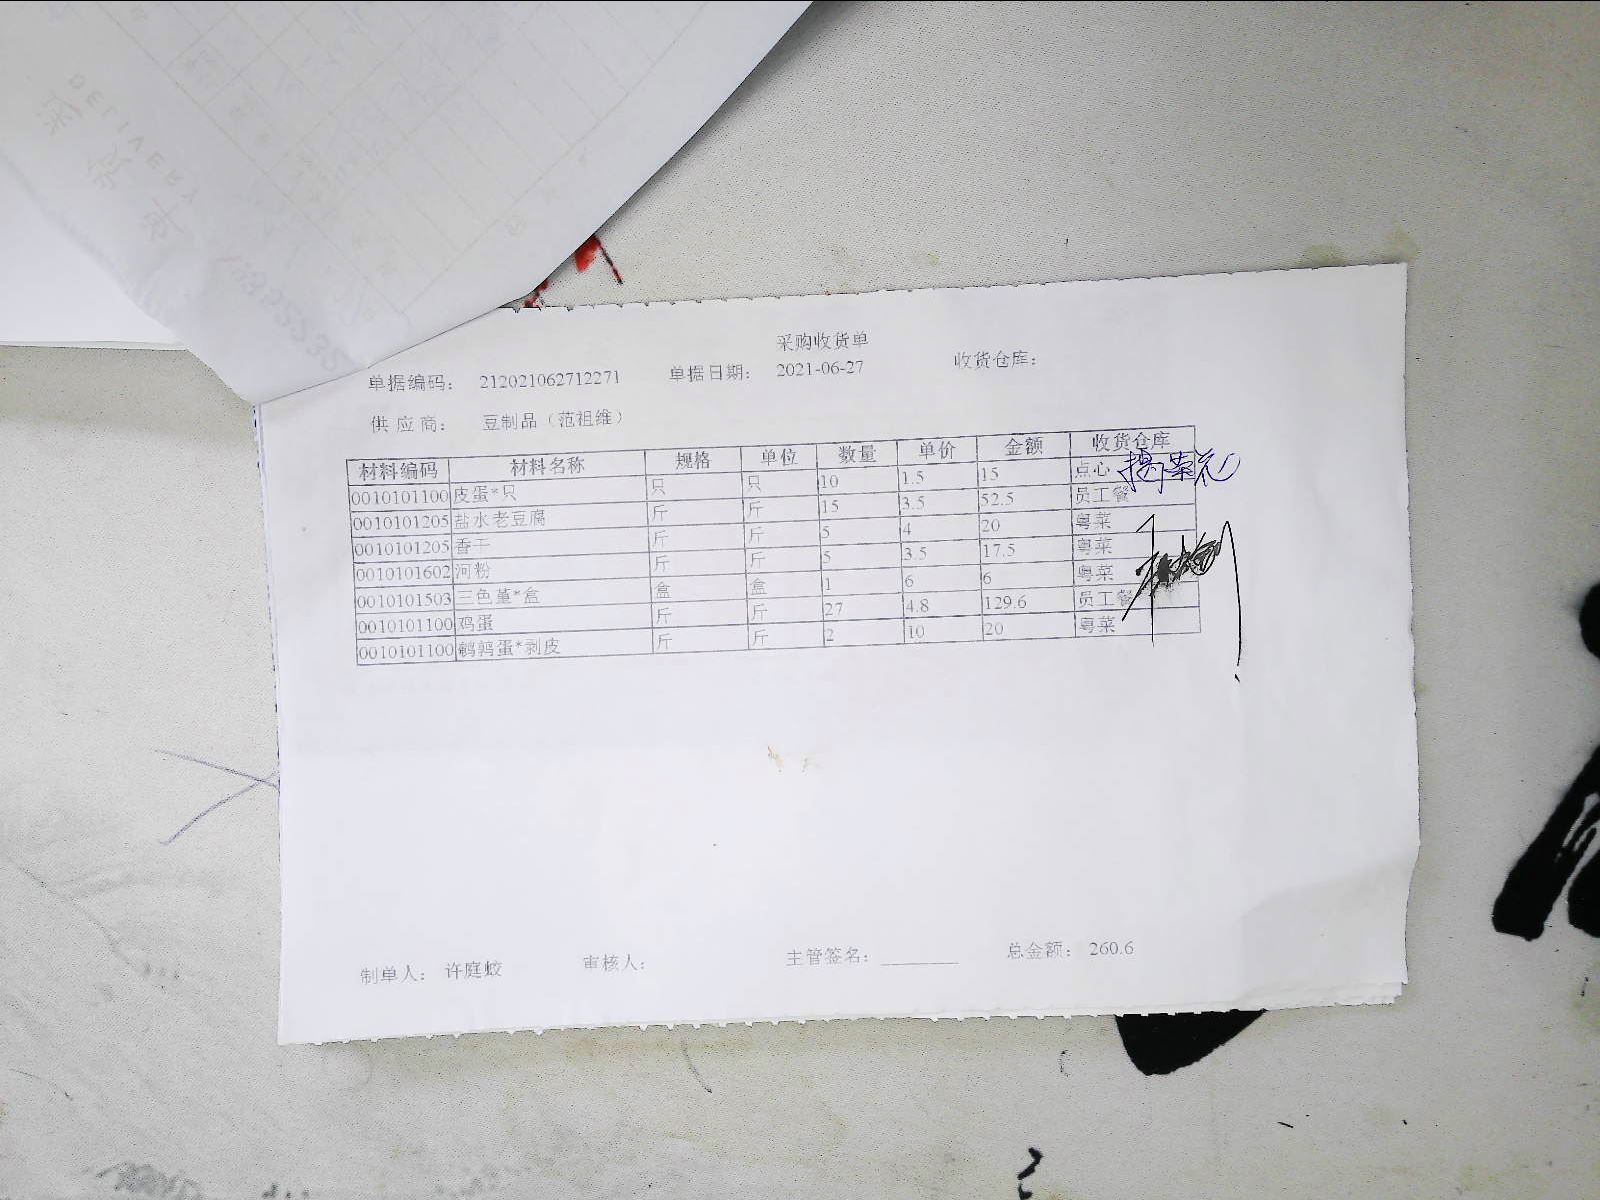 DELIVERY
采购收货单
单据编码： 212021062712271 单据日期： 2021-06-27 收货仓库：
供 应 商： 豆制品（范祖维）
材料编码 材料名称 规格 单位 数量 单价 金额 收货仓库
0010101100 皮蛋*只 只 只 10 1.5 15 点心
0010101205 盐水老豆腐 斤 斤 15 3.5 52.5 员工餐
0010101205 香干 斤 斤 5 4 20 粤菜
0010101602 河粉 斤 斤 5 3.5 17.5 粤菜
0010101503 三色堇*盒 盒 盒 1 6 6 粤菜
0010101100 鸡蛋 斤 斤 27 4.8 129.6 员工餐
0010101100 鹌鹑蛋*剥皮 斤 斤 2 10 20 粤菜
制单人： 许庭蛟 审核人： 主管签名： 总金额： 260.6